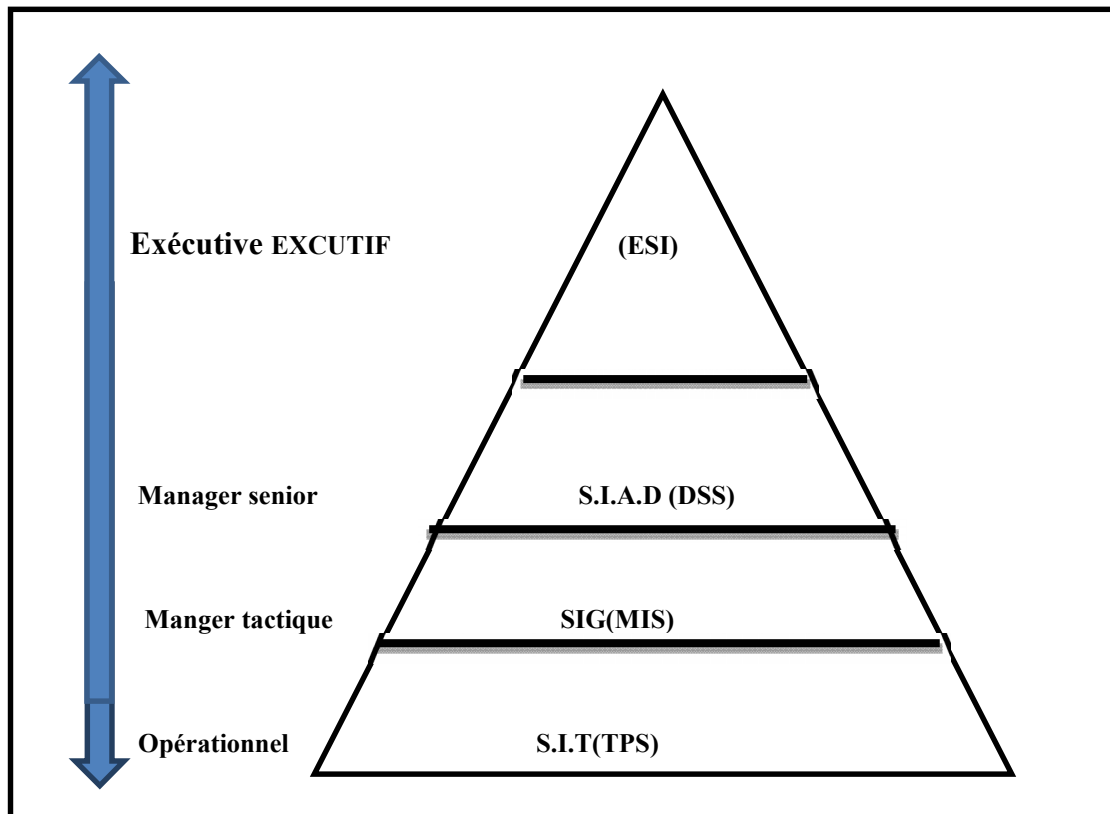 Exécutive EXCUTIF (ESI)
Manager senior S.I.A.D (DSS)
Manger tactique SIG(MIS)
Opérationnel S.I.T(TPS)